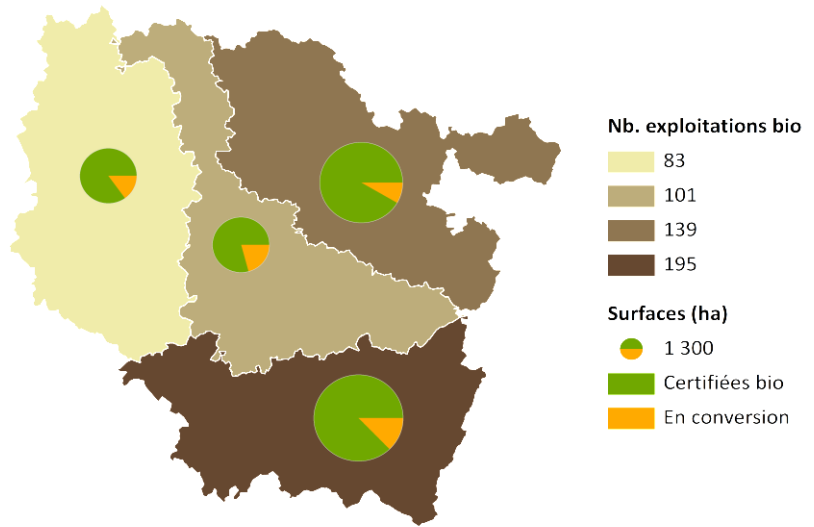 Nb. exploitations bio
83
101
139
195
Surfaces (ha)
1 300
Certifiées bio
En conversion